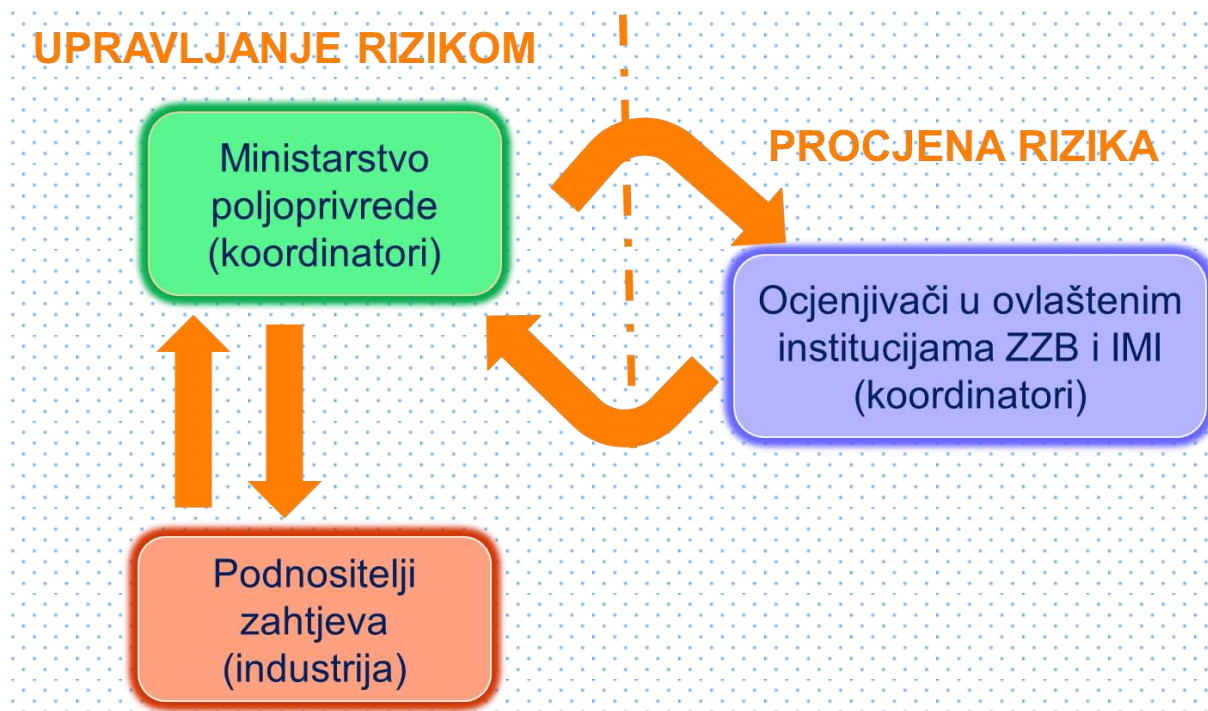 UPRAVLJANJE RIZIKOM
Ministarstvo
poljoprivrede
(koordinatori)
PROCJENA RIZIKA
Ocjenjivači u ovlaštenim
institucijama ZZB i IMI
(koordinatori)
Podnositelji
zahtjeva
(industrija)